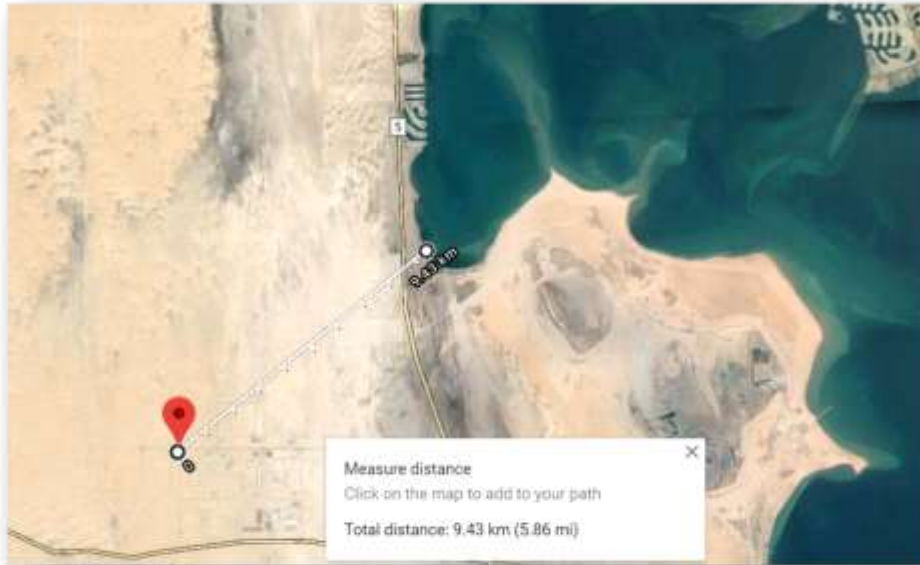 5
9.43 km
0
Measure distance
Click on the map to add to your path
Total distance: 9.43 km (5.86 mi)